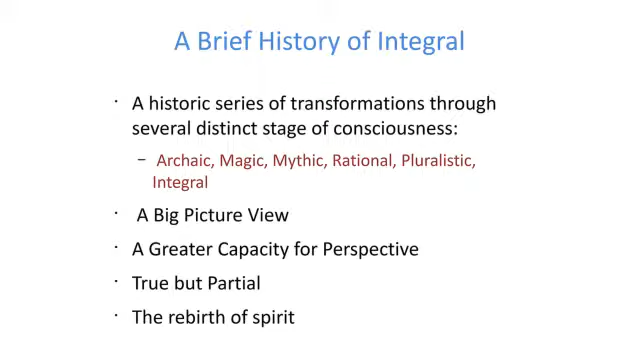 A Brief History of Integral
· A historic series of transformations through
several distinct stage of consciousness:
– Archaic, Magic, Mythic, Rational, Pluralistic,
Integral
· A Big Picture View
· A Greater Capacity for Perspective
· True but Partial
· The rebirth of spirit